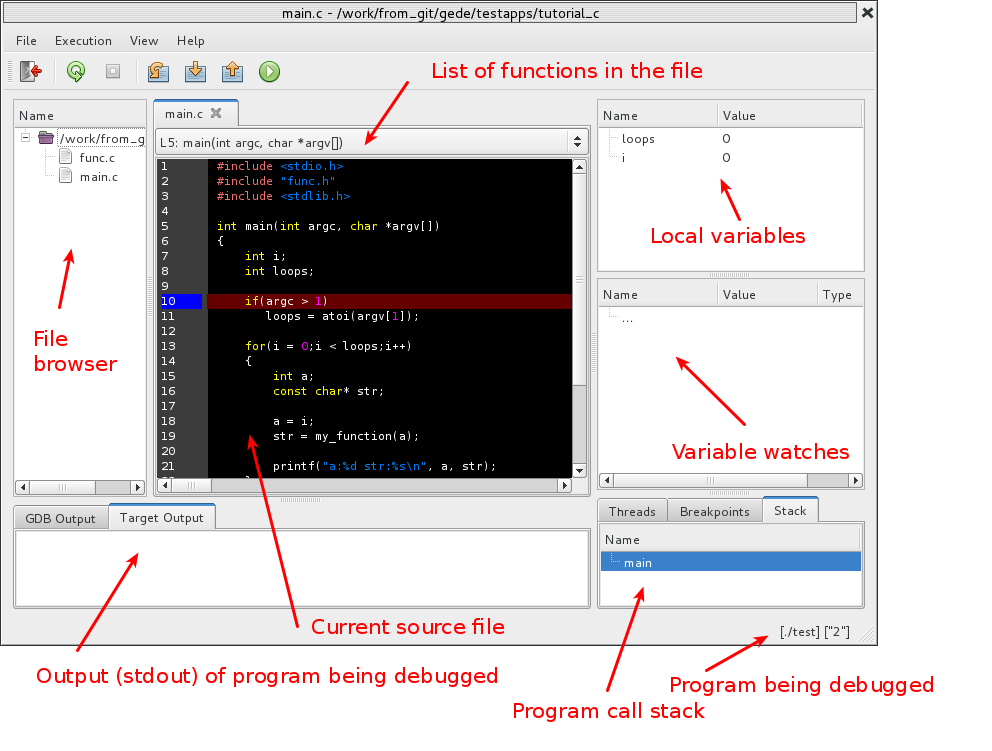 main.c - /work/from_git/gede/testapps/tutorial_c
File Execution View Help
List of functions in the file
Name
/work/from_g
func.c
main.c
main.c
L5: main(int argc, char *argv[])
1 #include <stdio.h>
2 #include "func.h"
3 #include <stdlib.h>
4
5 int main(int argc, char *argv[])
6 {
7 int i;
8 int loops;
9
10 if(argc > 1)
11 loops = atoi(argv[1]);
12
13 for(i = 0;i < loops;i++)
14 {
15 int a;
16 const char* str;
17
18 a = i;
19 str = my_function(a);
20
21 printf("a:%d str:%s\n", a, str);
Name Value
loops 0
i 0
Local variables
Name Value Type
...
Variable watches
File
browser
GDB Output Target Output
Threads Breakpoints Stack
Name
main
Current source file
[./test] ["2"]
Output (stdout) of program being debugged
Program being debugged
Program call stack